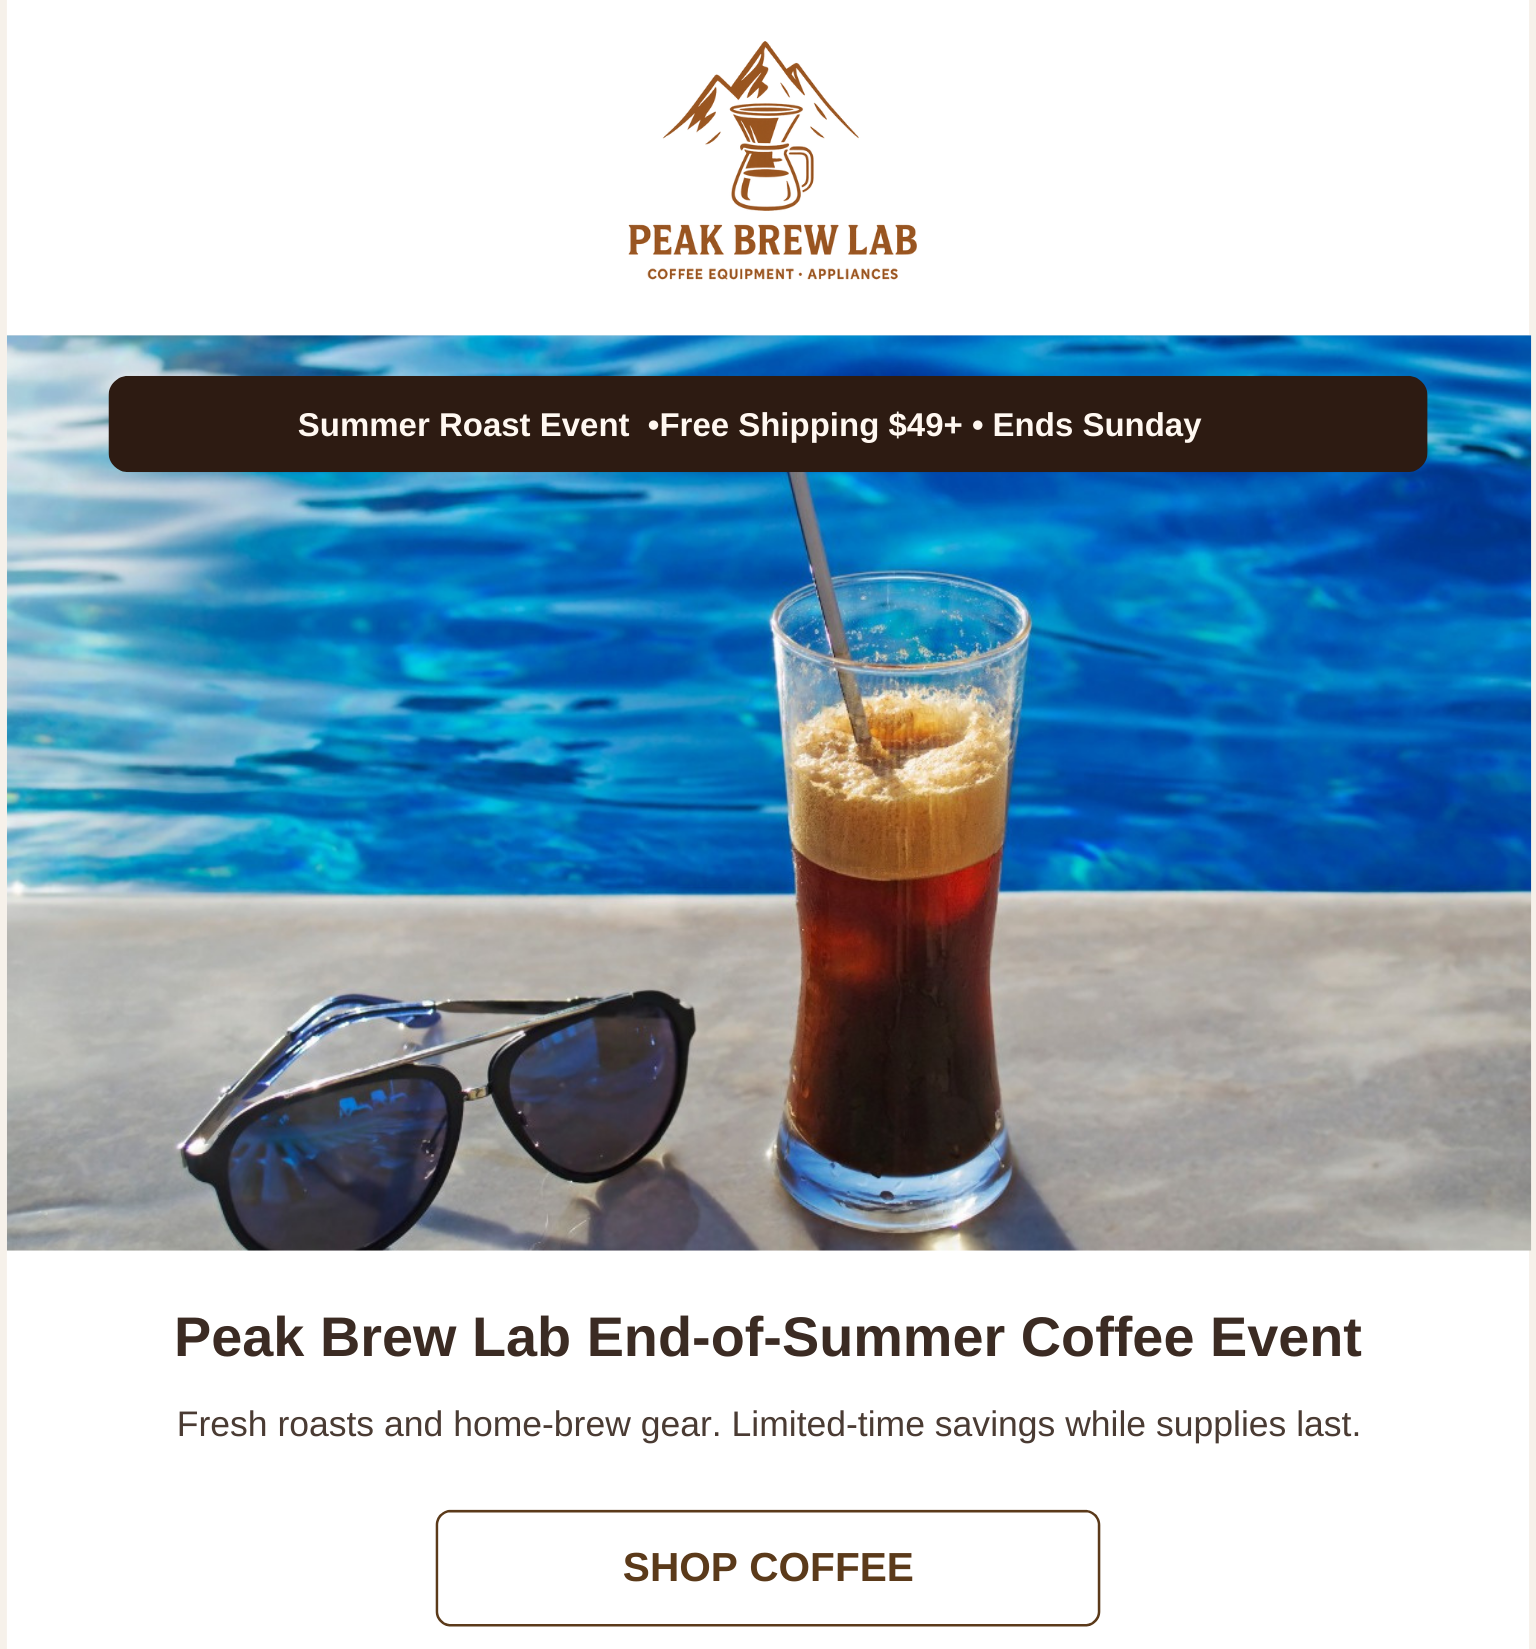 PEAK BREW LAB
COFFEE EQUIPMENT • APPLIANCES
Summer Roast Event •Free Shipping $49+ • Ends Sunday
Peak Brew Lab End-of-Summer Coffee Event
Fresh roasts and home-brew gear. Limited-time savings while supplies last.
SHOP COFFEE